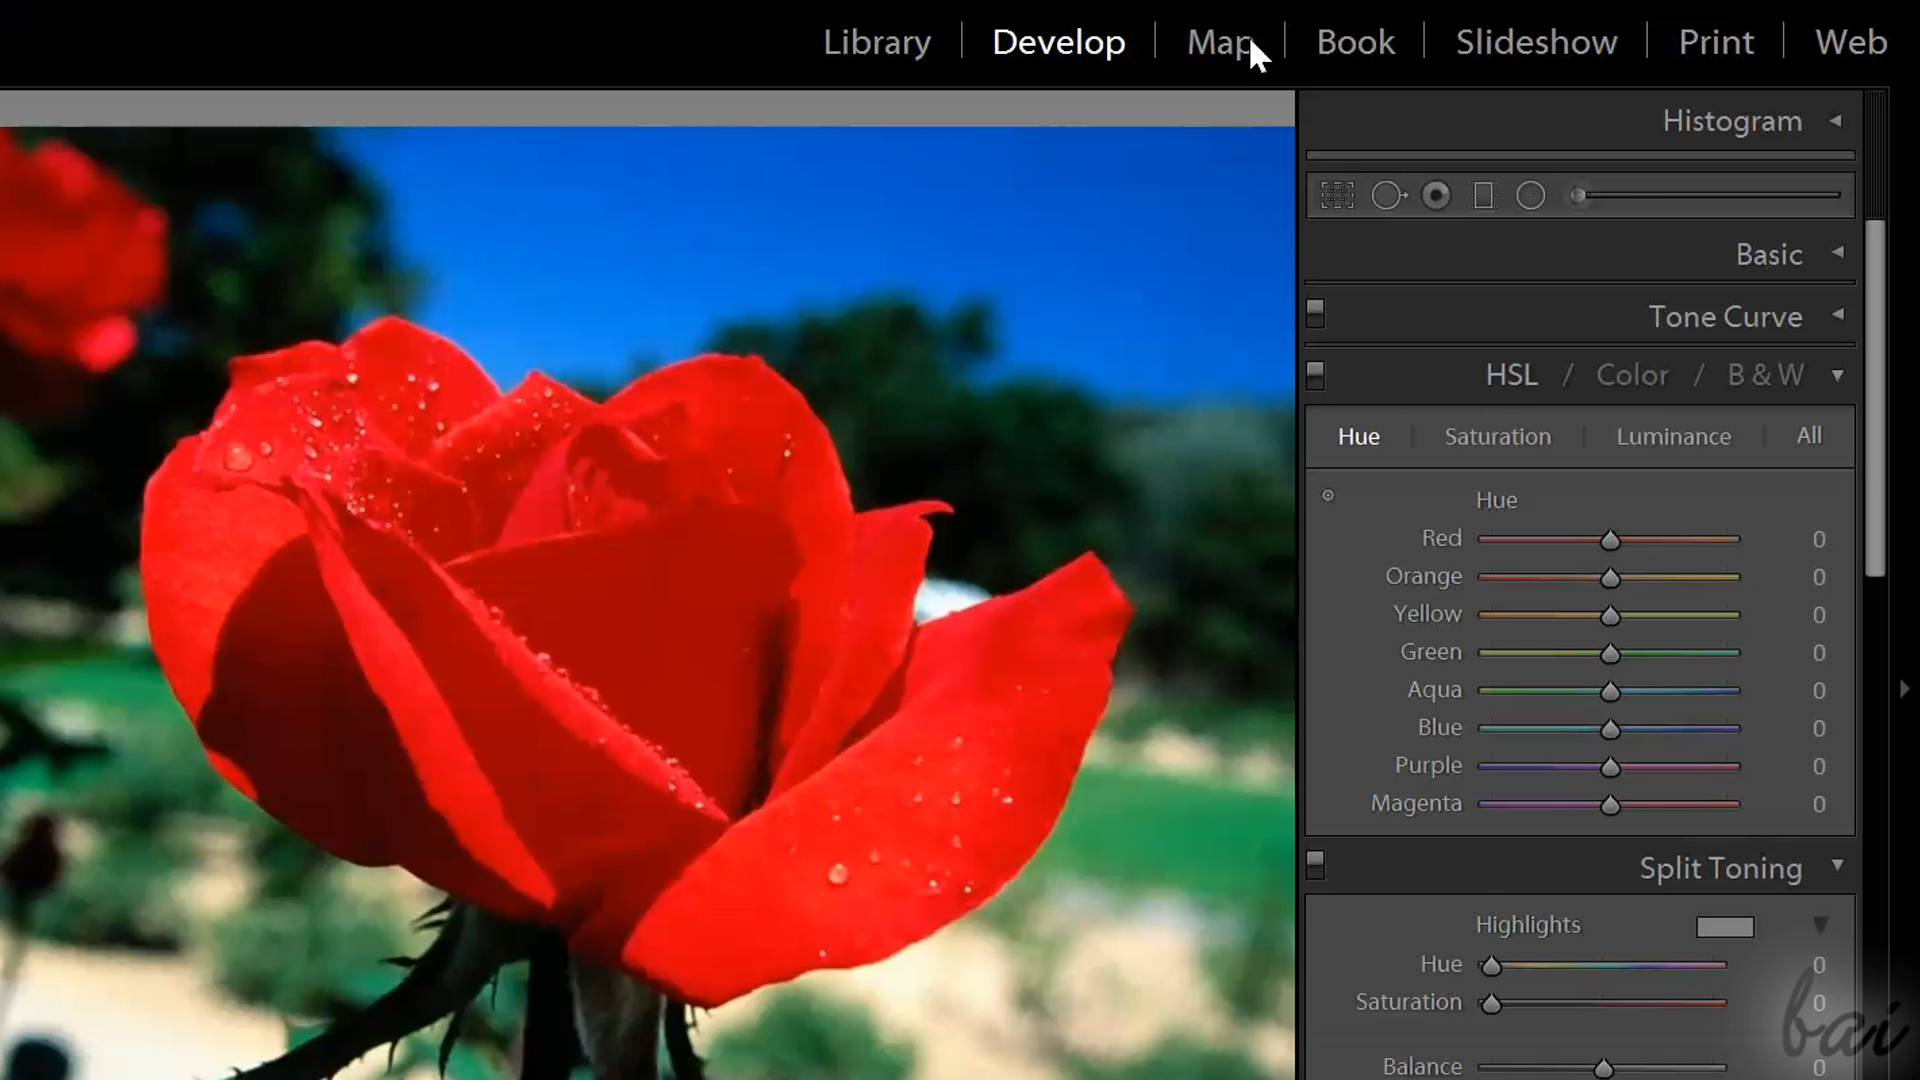 Library Develop Map Book Slideshow Print Web
Histogram
Basic
Tone Curve
HSL / Color / B & W
Hue Saturation Luminance All
Hue
Red 0
Orange 0
Yellow 0
Green 0
Aqua 0
Blue 0
Purple 0
Magenta 0
Split Toning
Highlights
Hue 0
Saturation 0
Balance 0
bai